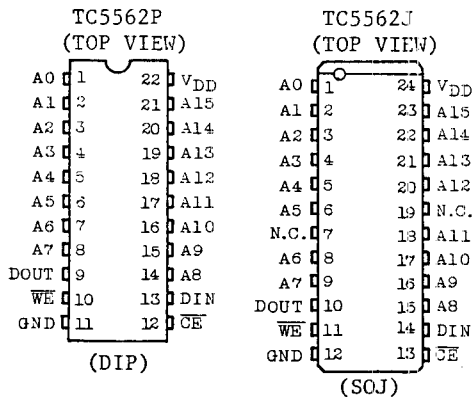 TC5562P
(TOP VIEW)
A0 1 22 VDD
A1 2 21 A15
A2 3 20 A14
A3 4 19 A13
A4 5 18 A12
A5 6 17 A11
A6 7 16 A10
A7 8 15 A9
DOUT 9 14 A8
W̅E̅ 10 13 DIN
GND 11 12 C̅E̅
(DIP)
TC5562J
(TOP VIEW)
A0 1 24 VDD
A1 2 23 A15
A2 3 22 A14
A3 4 21 A13
A4 5 20 A12
A5 6 19 N.C.
N.C. 7 18 A11
A6 8 17 A10
A7 9 16 A9
DOUT 10 15 A8
W̅E̅ 11 14 DIN
GND 12 13 C̅E̅
(SOJ)